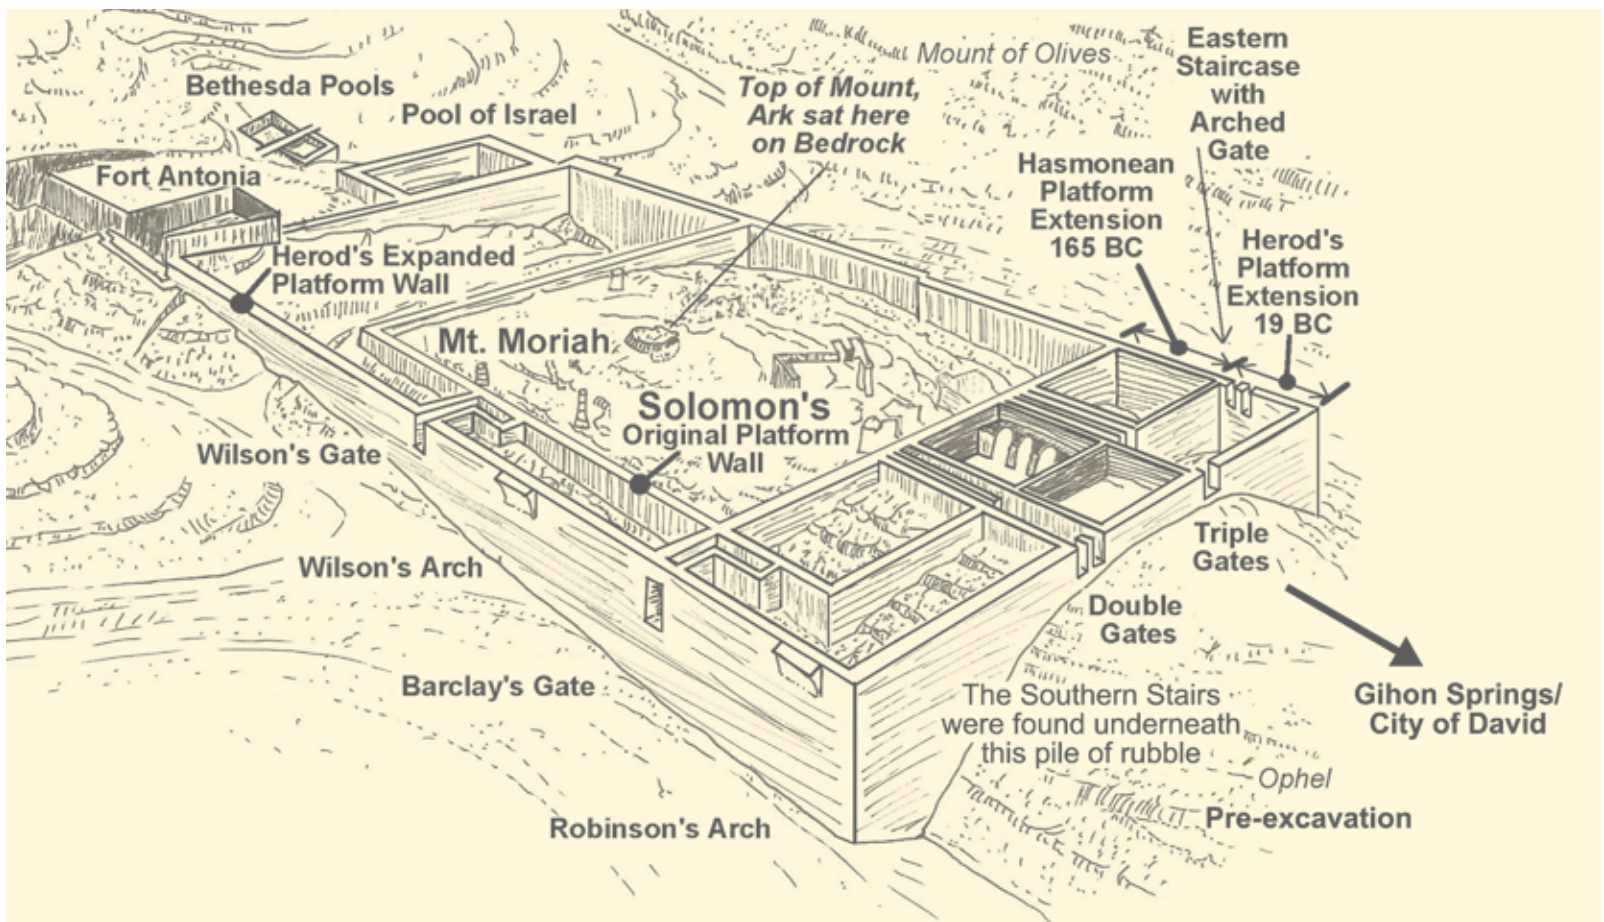 Mount of Olives
Eastern
Staircase
with
Arched
Gate
Bethesda Pools
Pool of Israel
Top of Mount,
Ark sat here
on Bedrock
Hasmonean
Platform
Extension
165 BC
Fort Antonia
Herod's
Platform
Extension
19 BC
Herod's Expanded
Platform Wall
Mt. Moriah
Solomon's
Original Platform
Wall
Wilson's Gate
Wilson's Arch
Triple
Gates
Double
Gates
Barclay's Gate
The Southern Stairs
were found underneath
this pile of rubble
Gihon Springs/
City of David
Ophel
Pre-excavation
Robinson's Arch